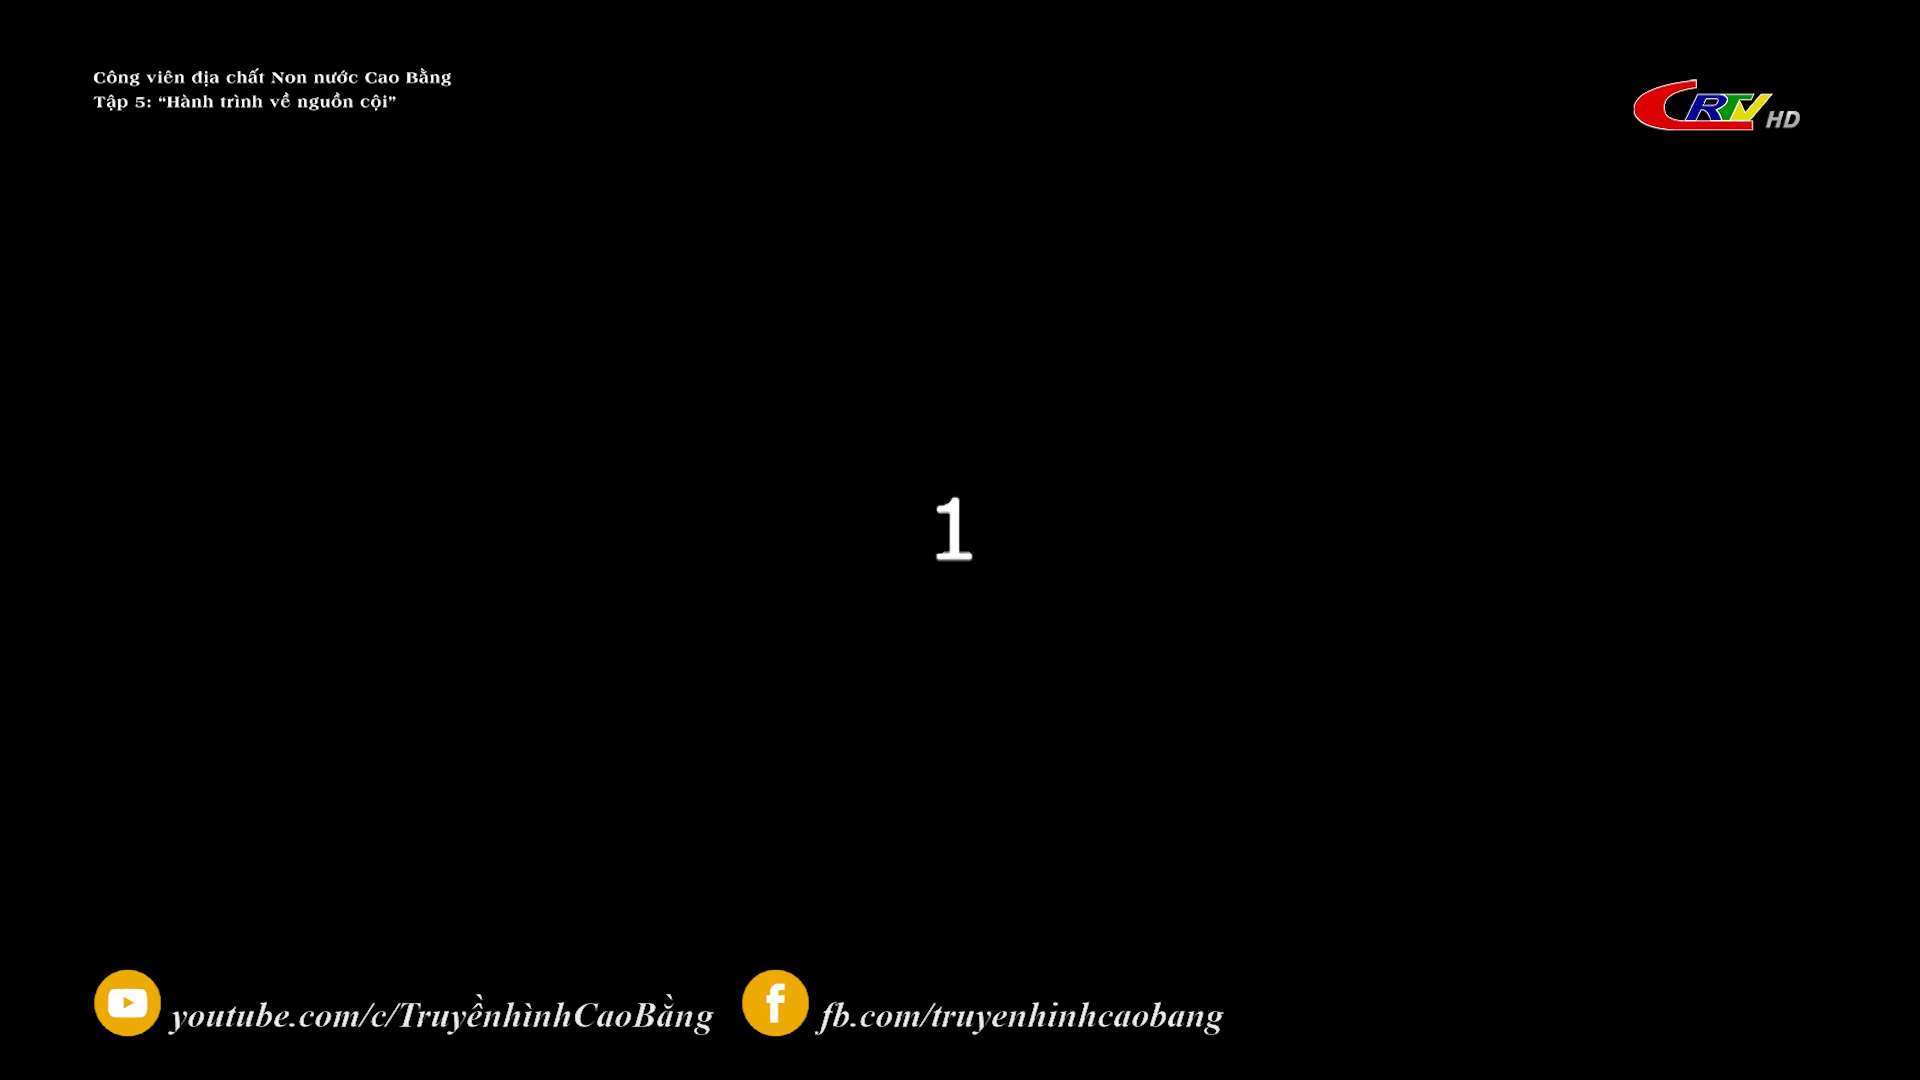 Công viên địa chất Non nước Cao Bằng
Tập 5: “Hành trình về nguồn cội”
CRTV HD
1
youtube.com/c/TruyềnhìnhCaoBằng
fb.com/truyenhinhcaobang